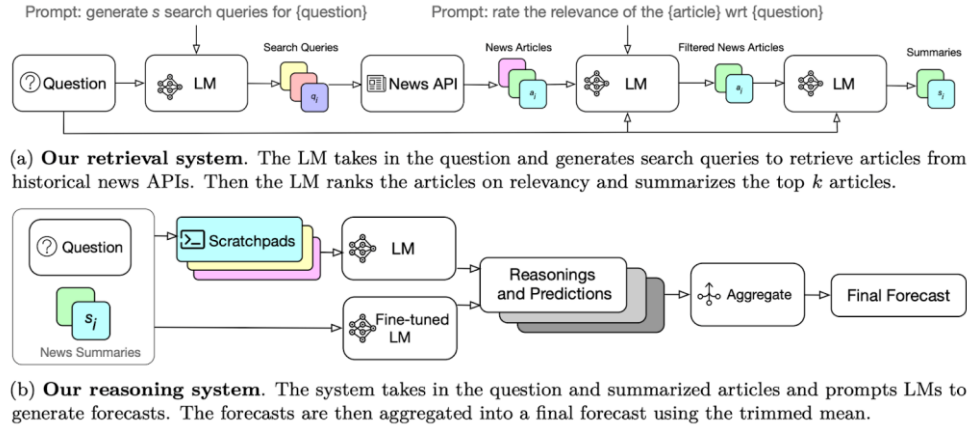 Prompt: generate s search queries for {question}
Prompt: rate the relevance of the {article} wrt {question}
Search Queries
News Articles
Filtered News Articles
Summaries
Question
LM
qi
News API
ai
LM
aj
LM
sj
(a) Our retrieval system. The LM takes in the question and generates search queries to retrieve articles from
historical news APIs. Then the LM ranks the articles on relevancy and summarizes the top k articles.
Question
Scratchpads
LM
Reasonings
and Predictions
Aggregate
Final Forecast
sj
Fine-tuned
LM
News Summaries
(b) Our reasoning system. The system takes in the question and summarized articles and prompts LMs to
generate forecasts. The forecasts are then aggregated into a final forecast using the trimmed mean.